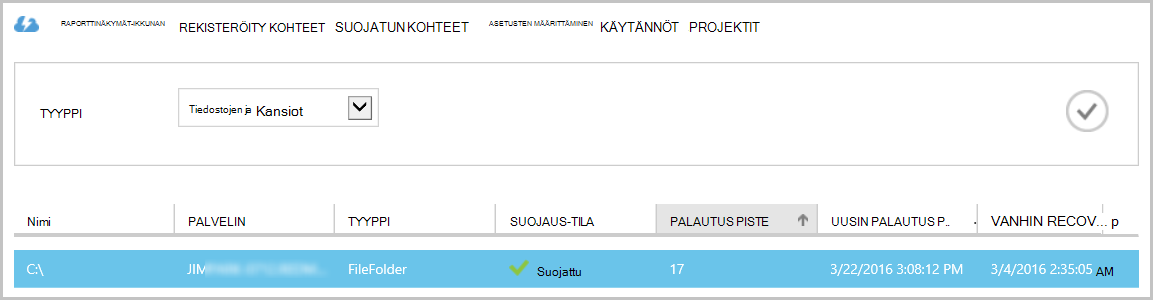 RAPORTTINÄKYMÄT-IKKUNAN REKISTERÖITY KOHTEET SUOJATUN KOHTEET ASETUSTEN MÄÄRITTÄMINEN KÄYTÄNNÖT PROJEKTIT
TYYPPI Tiedostojen ja Kansiot
Nimi PALVELIN TYYPPI SUOJAUS-TILA PALAUTUS PISTE UUSIN PALAUTUS P.. VANHIN RECOV... p
C:\ FileFolder Suojattu 17 3/22/2016 3:08:12 PM 3/4/2016 2:35:05 AM